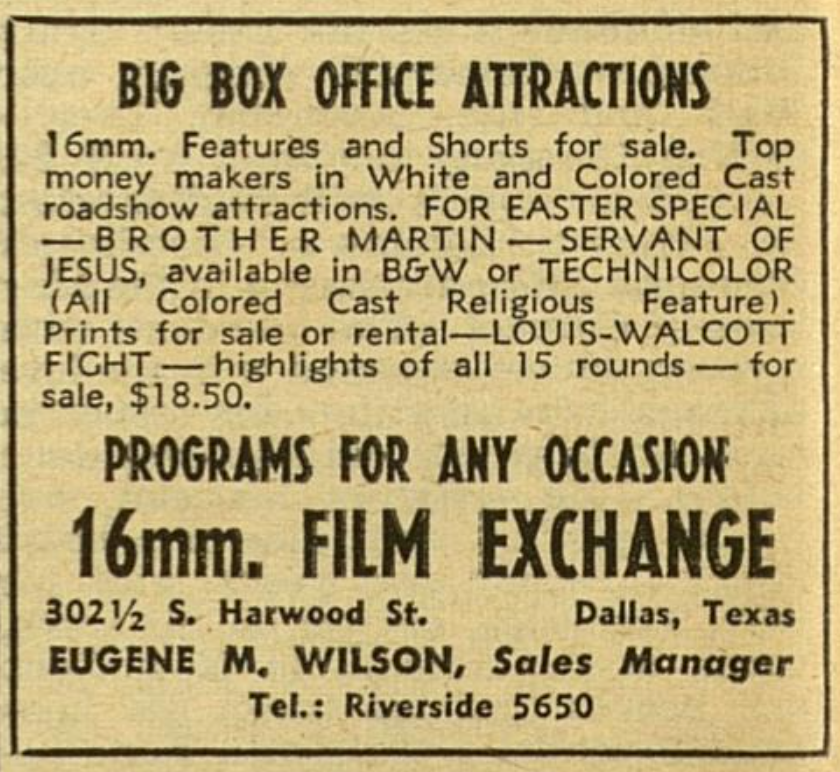 BIG BOX OFFICE ATTRACTIONS
16mm. Features and Shorts for sale. Top
money makers in White and Colored Cast
roadshow attractions. FOR EASTER SPECIAL
—BROTHER MARTIN—SERVANT OF
JESUS, available in B&W or TECHNICOLOR
(All Colored Cast Religious Feature).
Prints for sale or rental—LOUIS-WALCOTT
FIGHT—highlights of all 15 rounds—for
sale, $18.50.
PROGRAMS FOR ANY OCCASION
16mm. FILM EXCHANGE
302½ S. Harwood St. Dallas, Texas
EUGENE M. WILSON, Sales Manager
Tel.: Riverside 5650